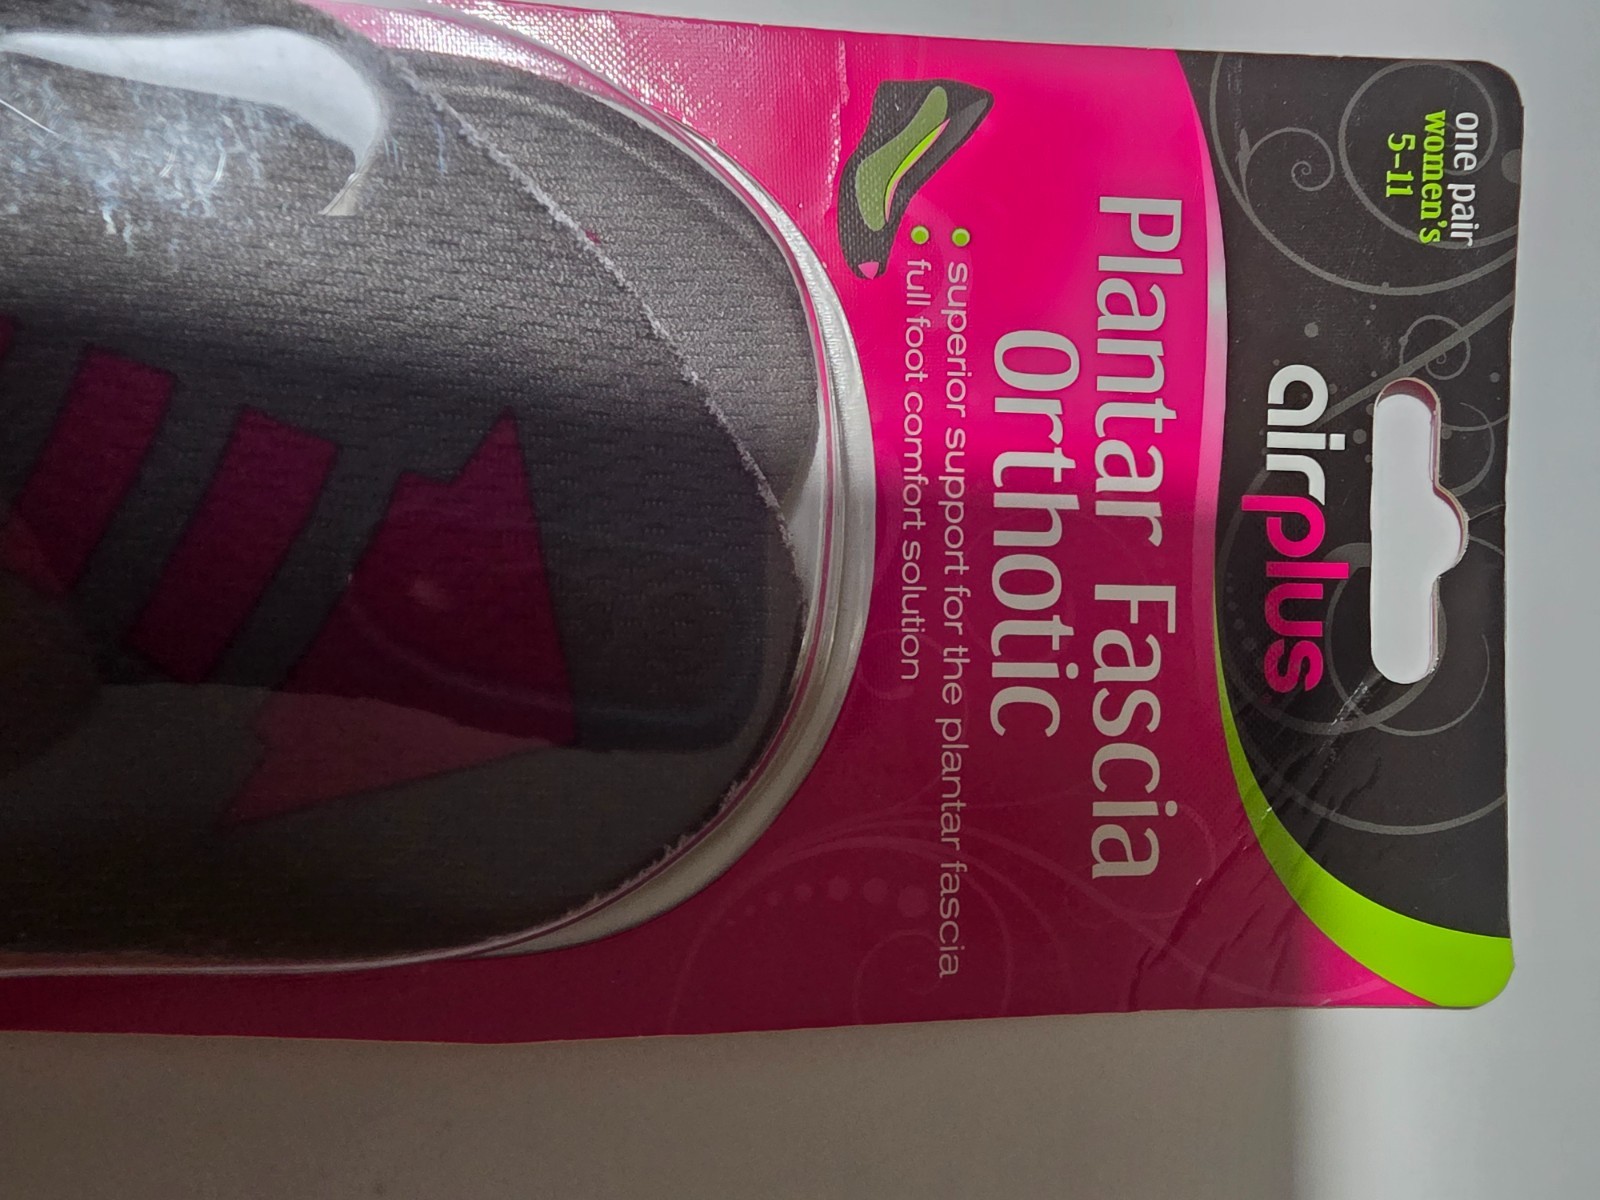 one pair
women's
5-11
airplus
Plantar Fascia
Orthotic
superior support for the plantar fascia
full foot comfort solution